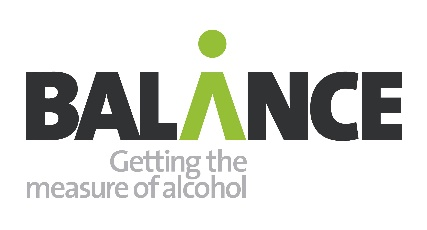 BALANCE
Getting the
measure of alcohol